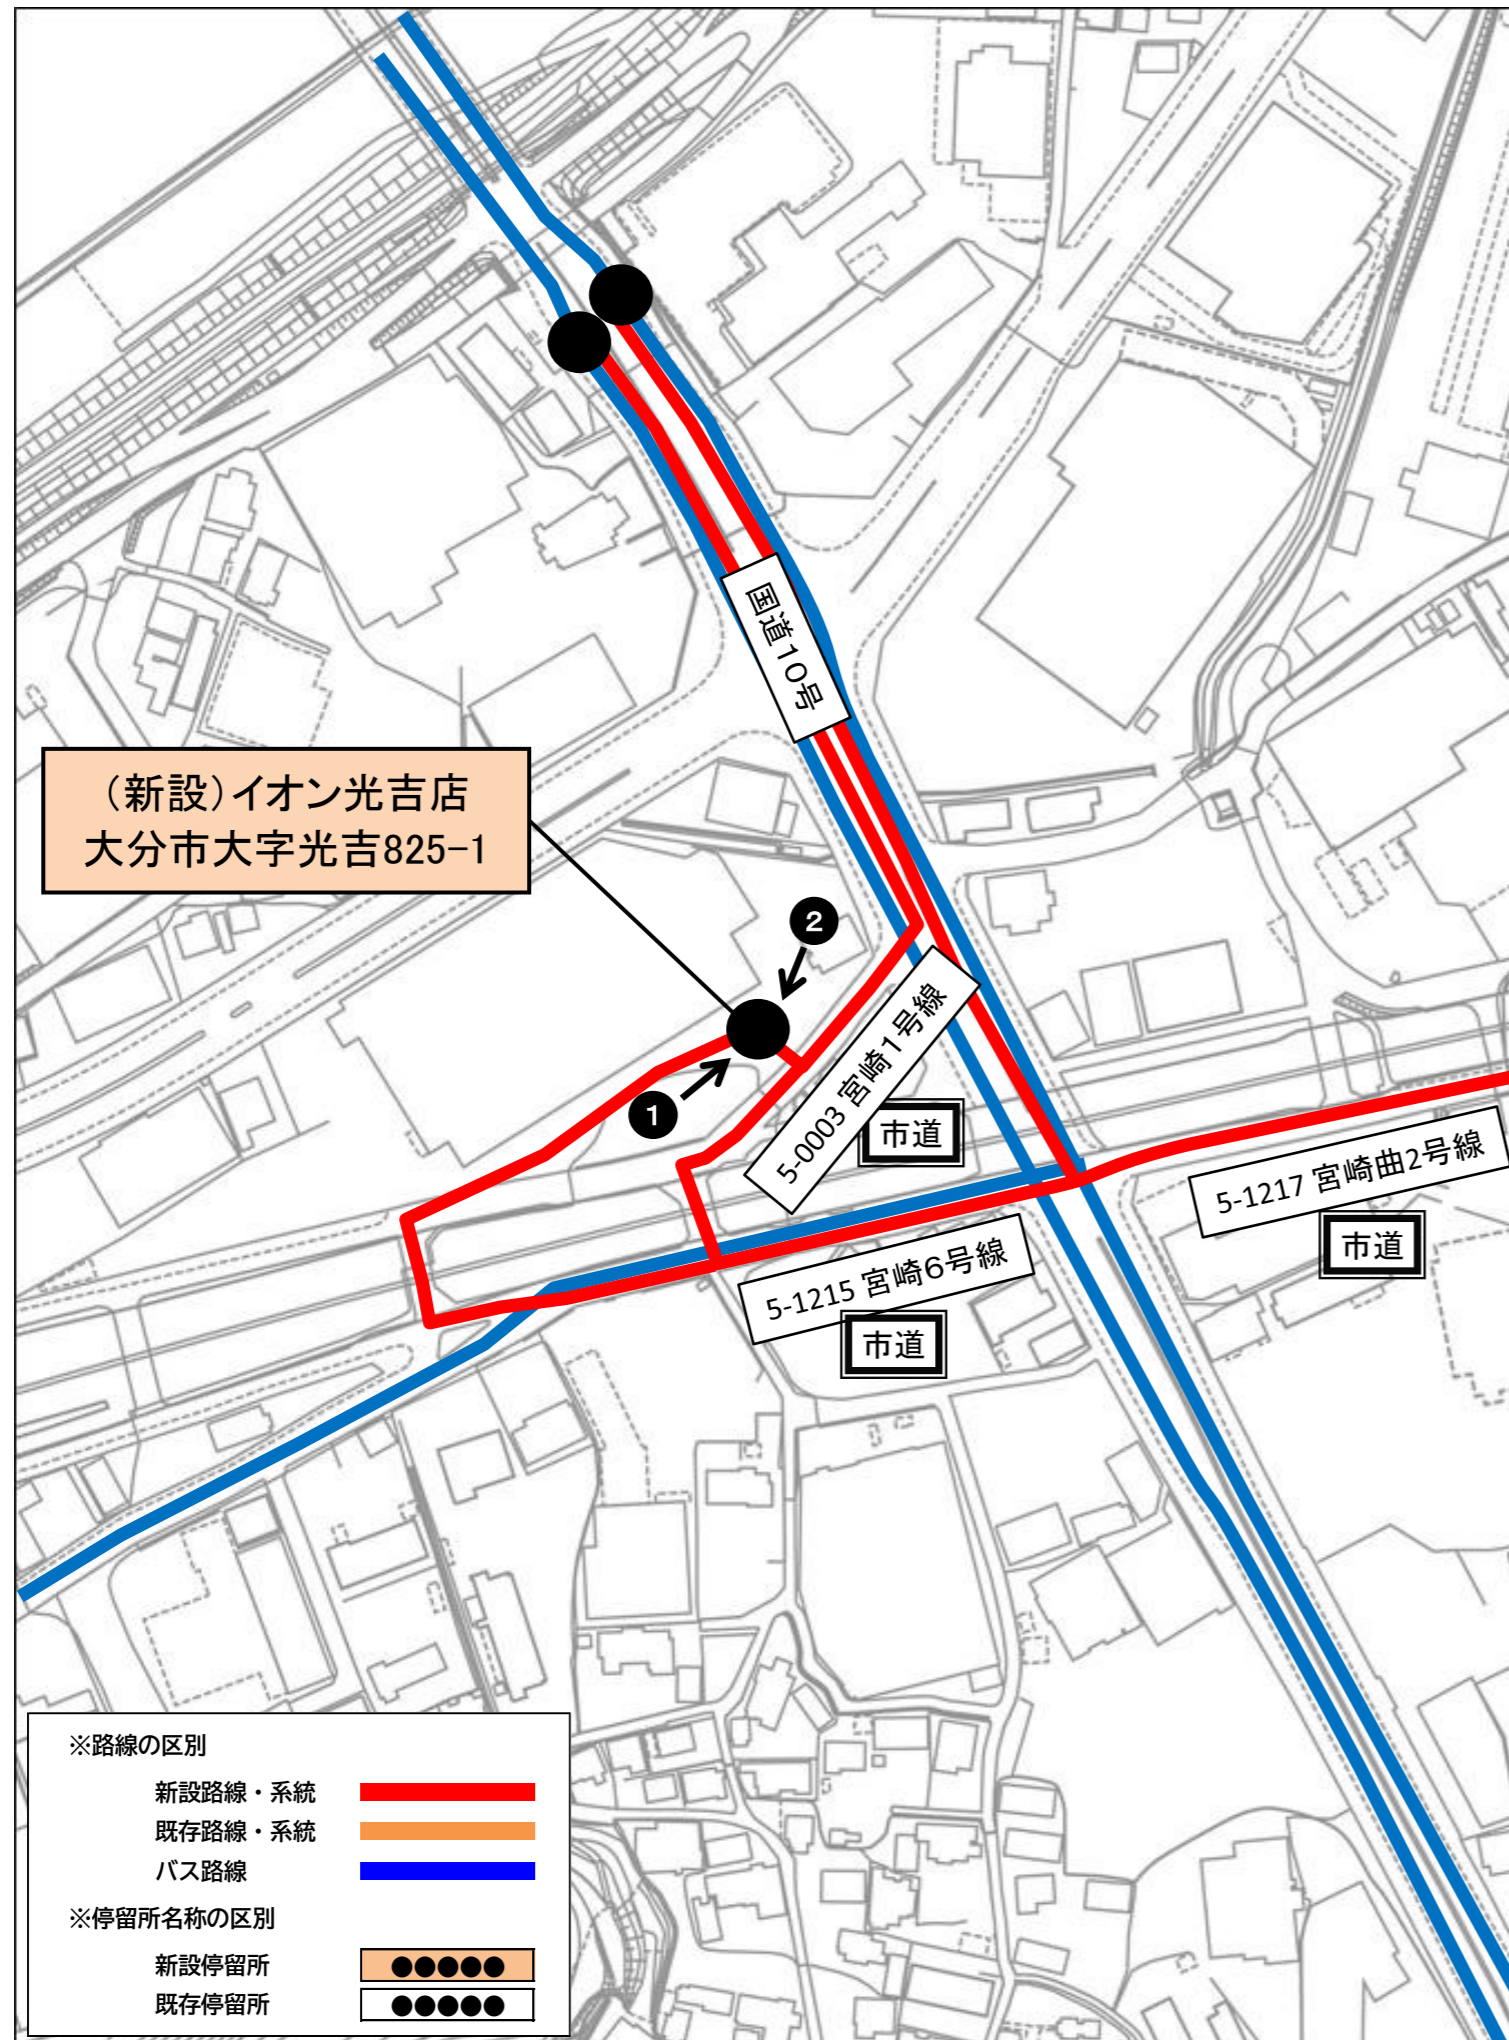 国道10号
（新設）イオン光吉店
大分市大字光吉825-1
2
1
5-0003 宮崎1号線
市道
5-1217 宮崎曲2号線
市道
5-1215 宮崎6号線
市道
※路線の区別
新設路線・系統
既存路線・系統
バス路線
※停留所名称の区別
新設停留所 ●●●●●
既存停留所 ●●●●●